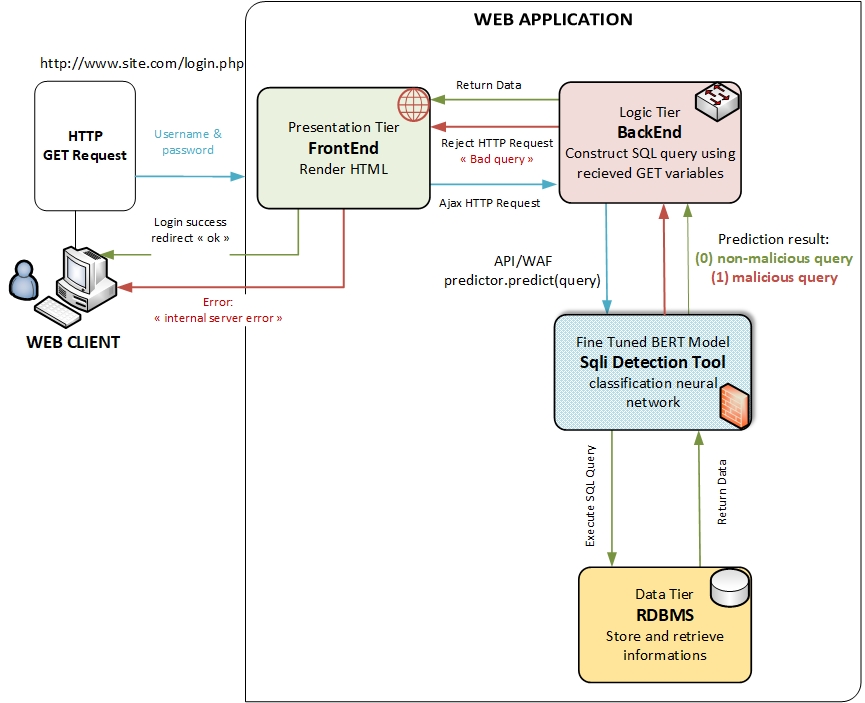 WEB APPLICATION
http://www.site.com/login.php
HTTP
GET Request
Username &
password
Presentation Tier
FrontEnd
Render HTML
Return Data
Reject HTTP Request
« Bad query »
Ajax HTTP Request
Logic Tier
BackEnd
Construct SQL query using
recieved GET variables
Login success
redirect « ok »
Error:
« internal server error »
WEB CLIENT
API/WAF
predictor.predict(query)
Prediction result:
(0) non-malicious query
(1) malicious query
Fine Tuned BERT Model
Sqli Detection Tool
classification neural
network
Execute SQL Query
Return Data
Data Tier
RDBMS
Store and retrieve
informations